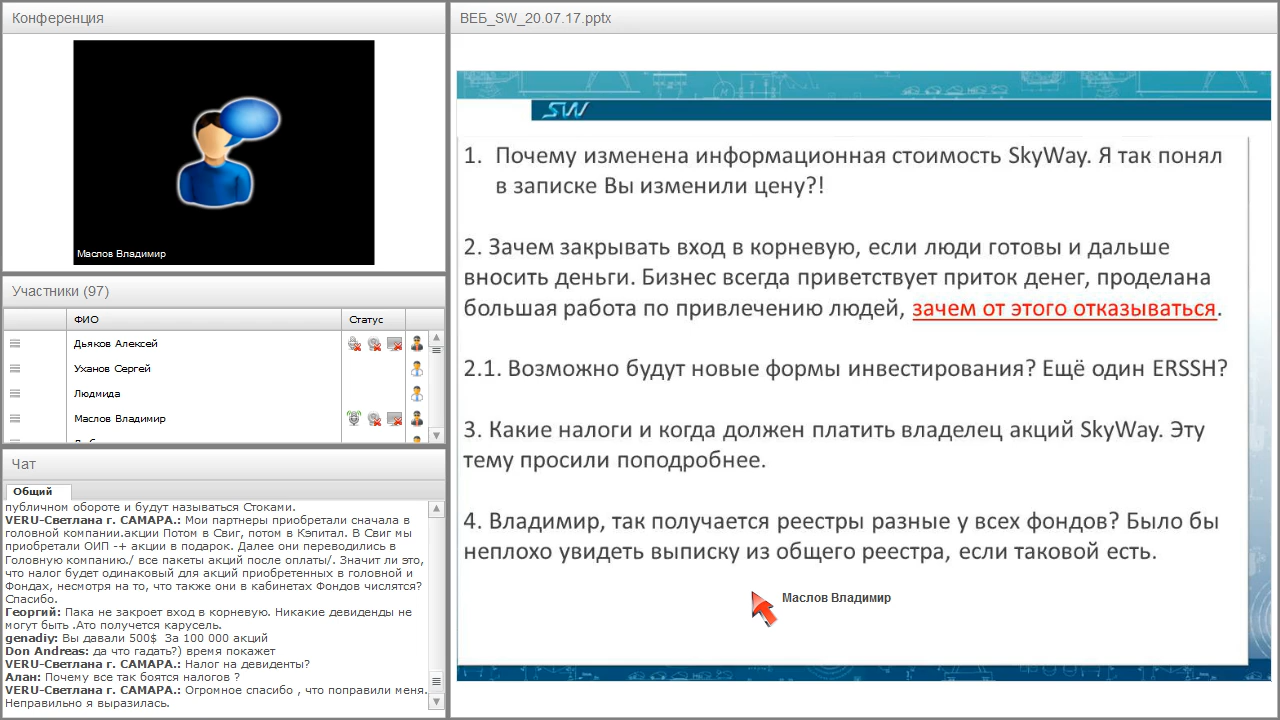 Конференция
Маслов Владимир
Участники (97)
ФИО
Статус
Дьяков Алексей
Уханов Сергей
Людмида
Маслов Владимир
Чат
Общий
публичном обороте и будут называться Стоками.
VERU-Светлана г. САМАРА.: Мои партнеры приобретали сначала в
головной компании.акции Потом в Свиг, потом в Кэпитал. В Свиг мы
приобретали ОИП -+ акции в подарок. Далее они переводились в
Головную компанию./ все пакеты акций после оплаты/. Значит ли это,
что налог будет одинаковый для акций приобретенных в головной и
Фондах, несмотря на то, что также они в кабинетах Фондов числятся?
Спасибо.
Георгий: Пака не закроет вход в корневую. Никакие девиденды не
могут быть .Ато получется карусель.
genadiy: Вы давали 500$ За 100 000 акций
Don Andreas: да что гадать?) время покажет
VERU-Светлана г. САМАРА.: Налог на девиденты?
Алан: Почему все так боятся налогов ?
VERU-Светлана г. САМАРА.: Огромное спасибо , что поправили меня.
Неправильно я выразилась.
ВЕБ_SW_20.07.17.pptx
SW
1. Почему изменена информационная стоимость SkyWay. Я так понял
в записке Вы изменили цену?!
2. Зачем закрывать вход в корневую, если люди готовы и дальше
вносить деньги. Бизнес всегда приветствует приток денег, проделана
большая работа по привлечению людей, зачем от этого отказываться.
2.1. Возможно будут новые формы инвестирования? Ещё один ERSSH?
3. Какие налоги и когда должен платить владелец акций SkyWay. Эту
тему просили поподробнее.
4. Владимир, так получается реестры разные у всех фондов? Было бы
неплохо увидеть выписку из общего реестра, если таковой есть.
Маслов Владимир